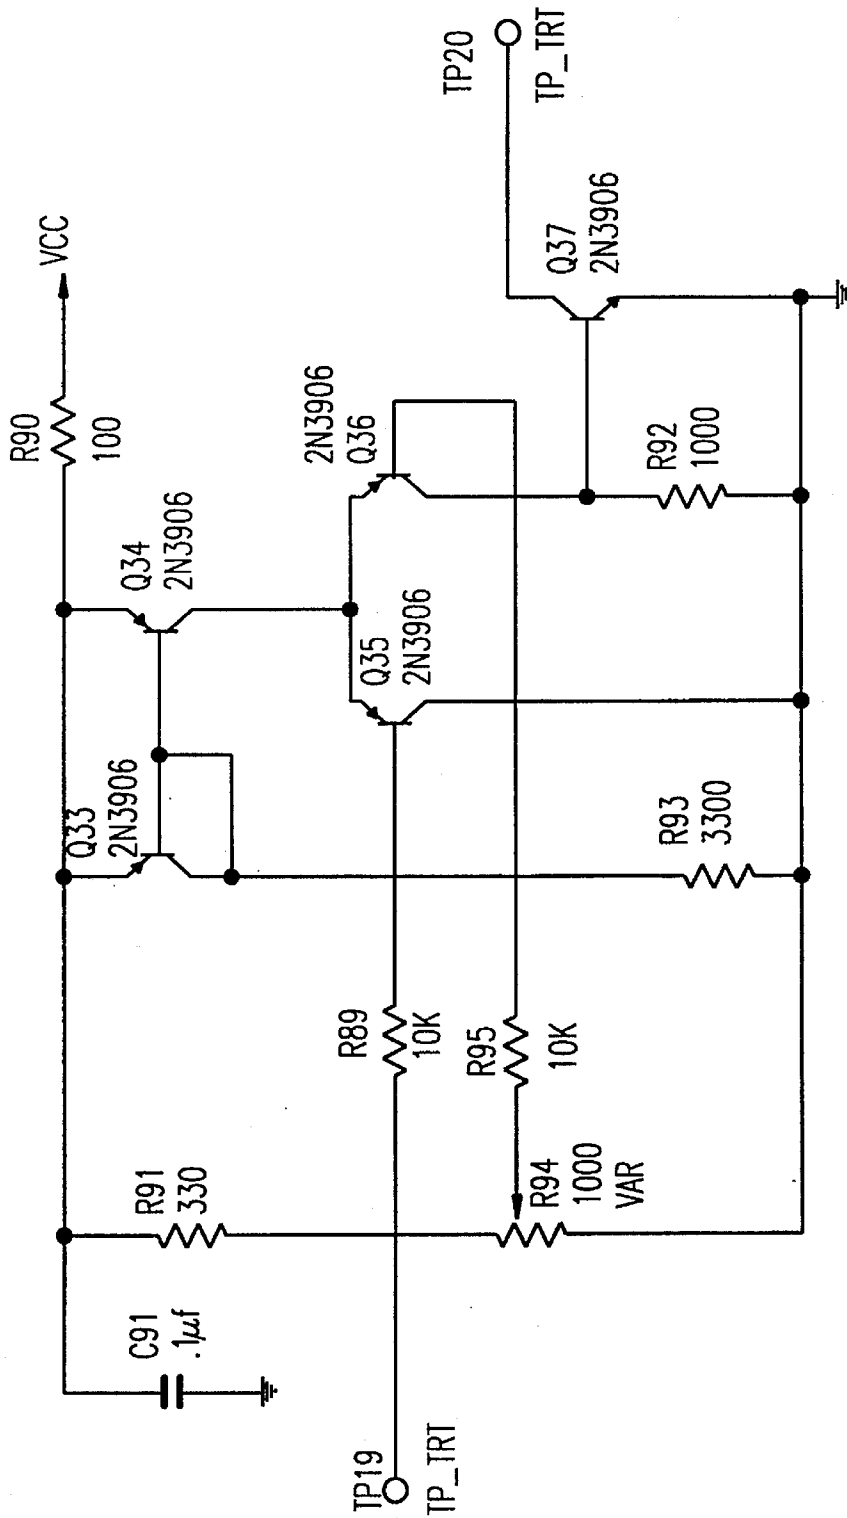 R90
100
VCC
Q33
2N3906
Q34
2N3906
C91
.1µf
R91
330
2N3906
Q36
TP19
TP_TRT
R89
10K
Q35
2N3906
TP20
TP_TRT
R95
10K
Q37
2N3906
R94
1000
VAR
R93
3300
R92
1000